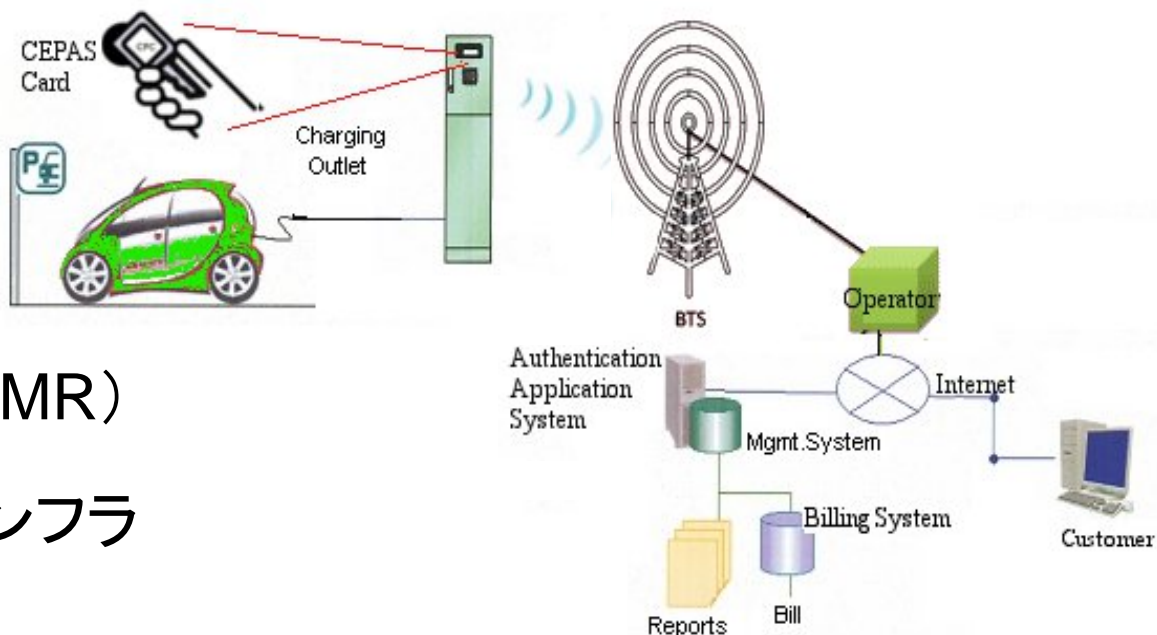 CEPAS
Card
CPC
Charging
Outlet
P
BTS
Operator
MR）
ンフラ
Authentication
Application
System
Internet
Mgmt.System
Billing System
Customer
Reports
Bill